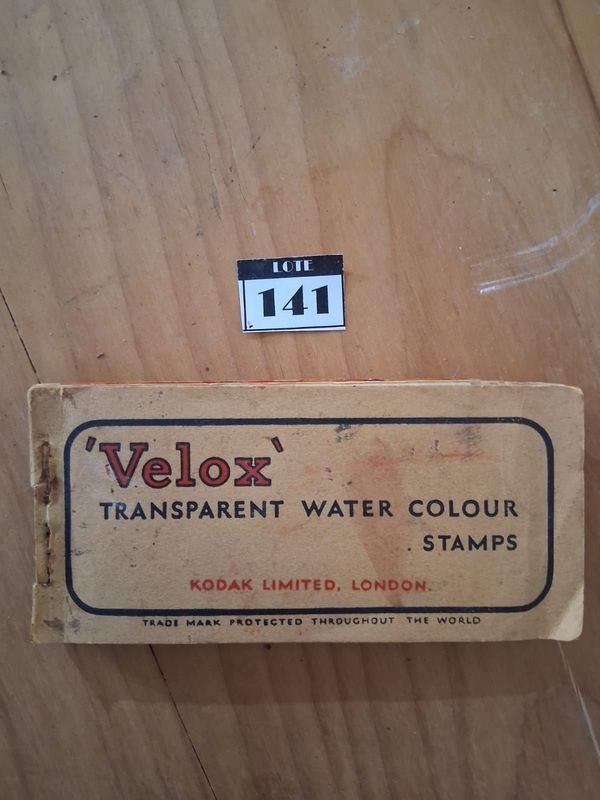 LOTE
141
'Velox'
TRANSPARENT WATER COLOUR
. STAMPS
KODAK LIMITED, LONDON.
TRADE MARK PROTECTED THROUGHOUT THE WORLD